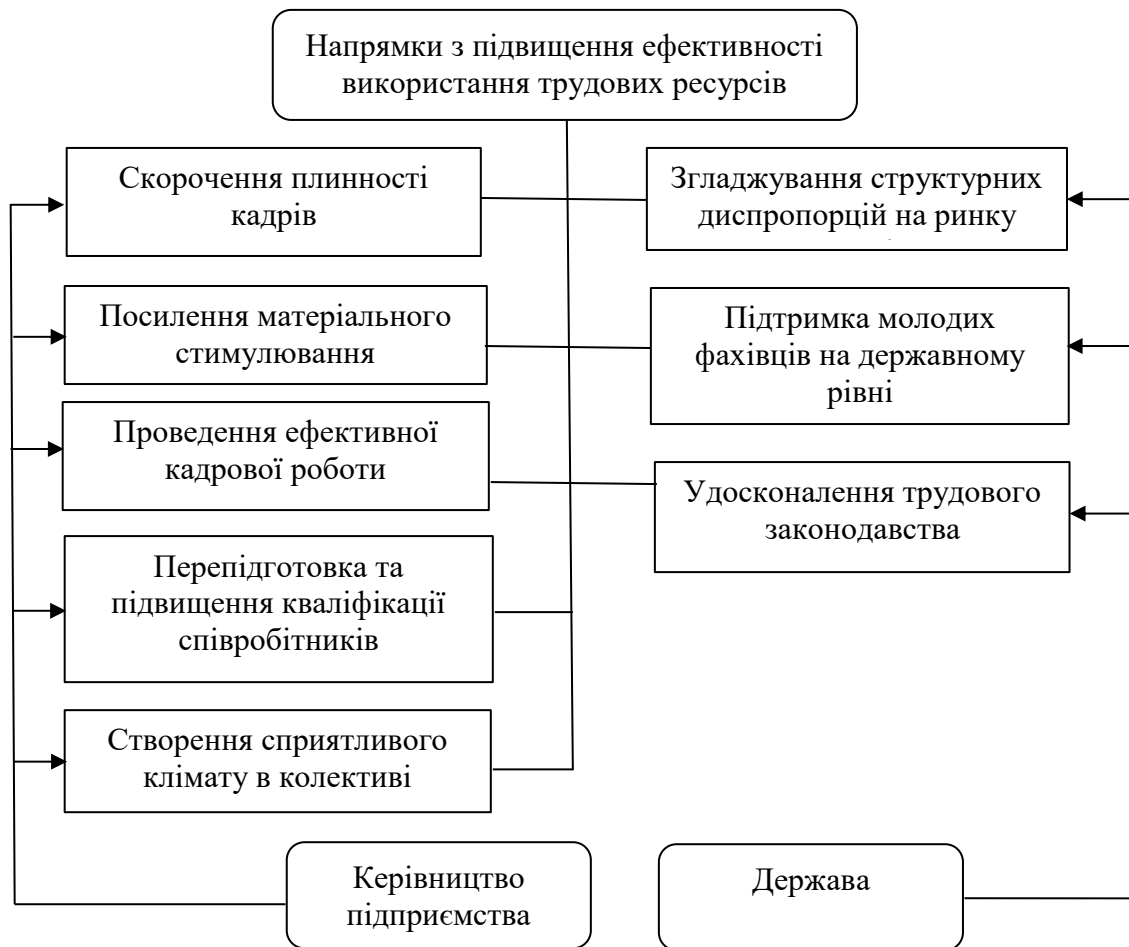 Напрямки з підвищення ефективності
використання трудових ресурсів
Скорочення плинності
кадрів
Згладжування структурних
диспропорцій на ринку
Посилення матеріального
стимулювання
Підтримка молодих
фахівців на державному
рівні
Проведення ефективної
кадрової роботи
Удосконалення трудового
законодавства
Перепідготовка та
підвищення кваліфікації
співробітників
Створення сприятливого
клімату в колективі
Керівництво
підприємства
Держава